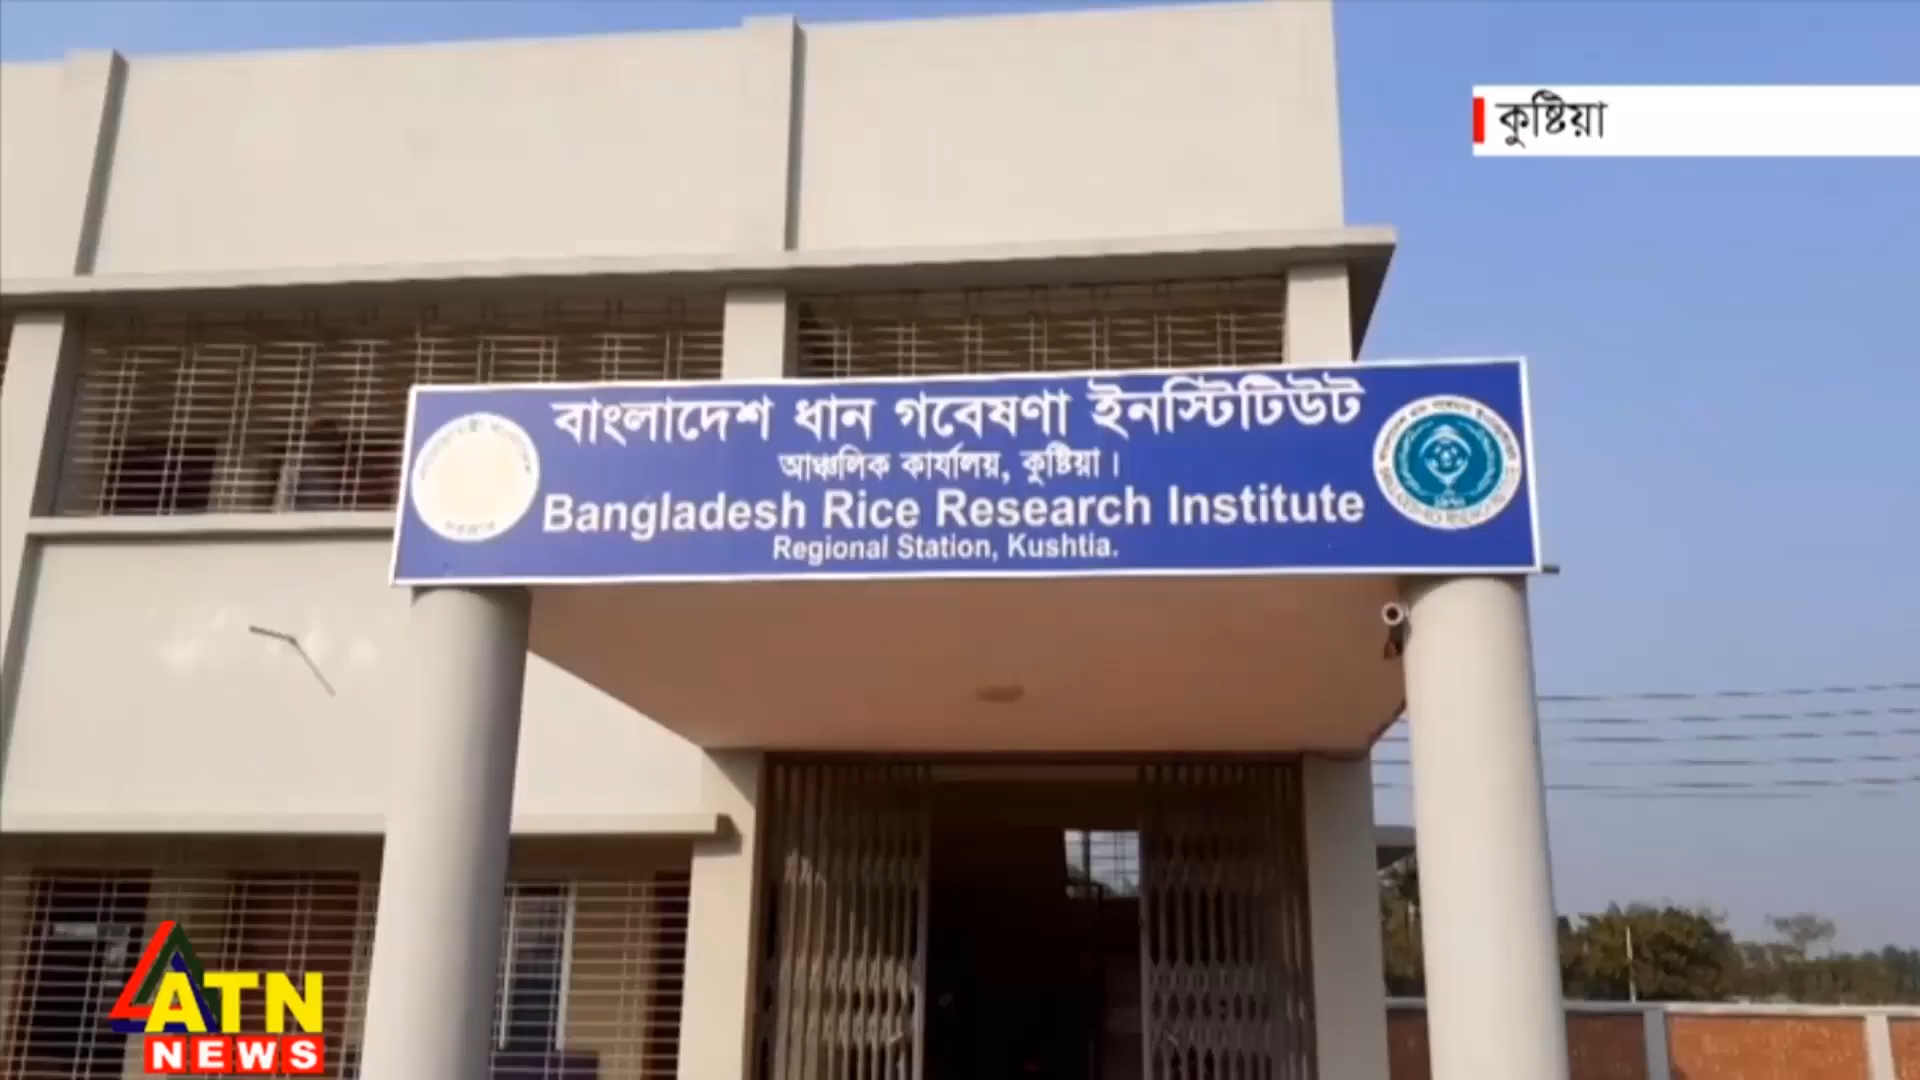 কুষ্টিয়া
বাংলাদেশ ধান গবেষণা ইনস্টিটিউট
আঞ্চলিক কার্যালয়, কুষ্টিয়া।
Bangladesh Rice Research Institute
Regional Station, Kushtia.
ATN
NEWS